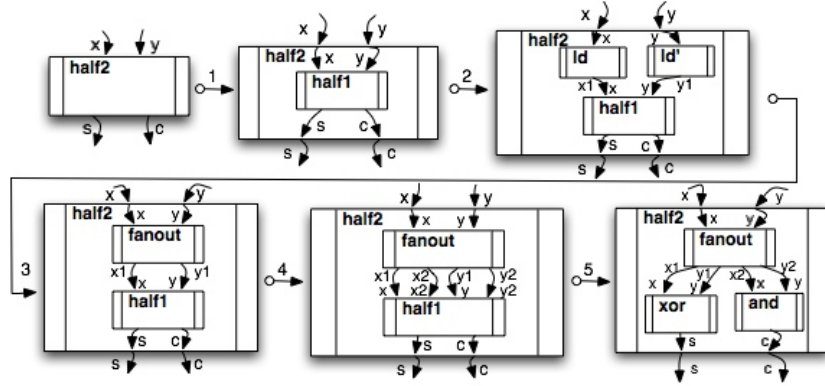 x y
half2
s c
1
x y
half2 x y
half1
s c
s c
2
x y
half2 x y
Id Id'
x1 x y y1
half1
s c
s c
3
x y
half2 x y
fanout
x1 x y y1
half1
s c
s c
4
x y
half2 x y
fanout
x1 x2 y1 y2
x x2 y y2
half1
s c
s c
5
x y
half2 x y
fanout
x1 y1 x2 y2
x y x y
xor and
s c
s c